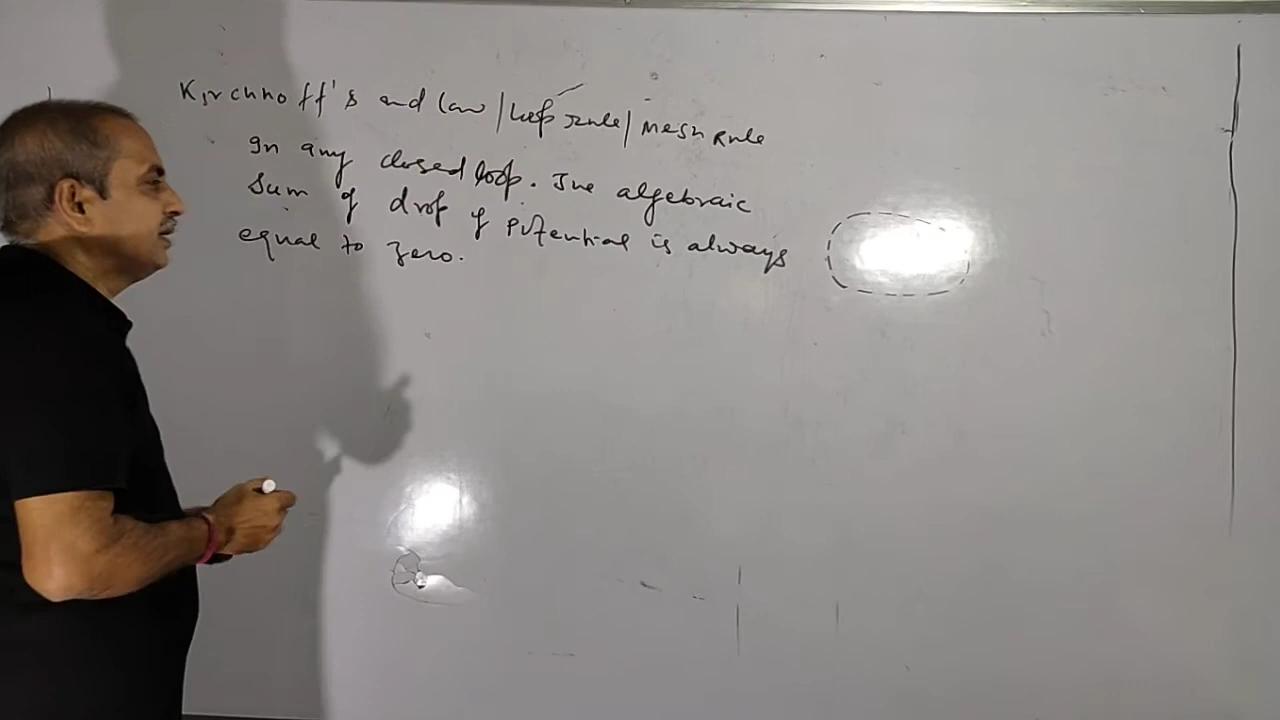 Kirchhoff's 2nd law / Loop rule / Mesh Rule
In any closed loop. The algebraic
Sum of drop of potential is always
equal to zero.